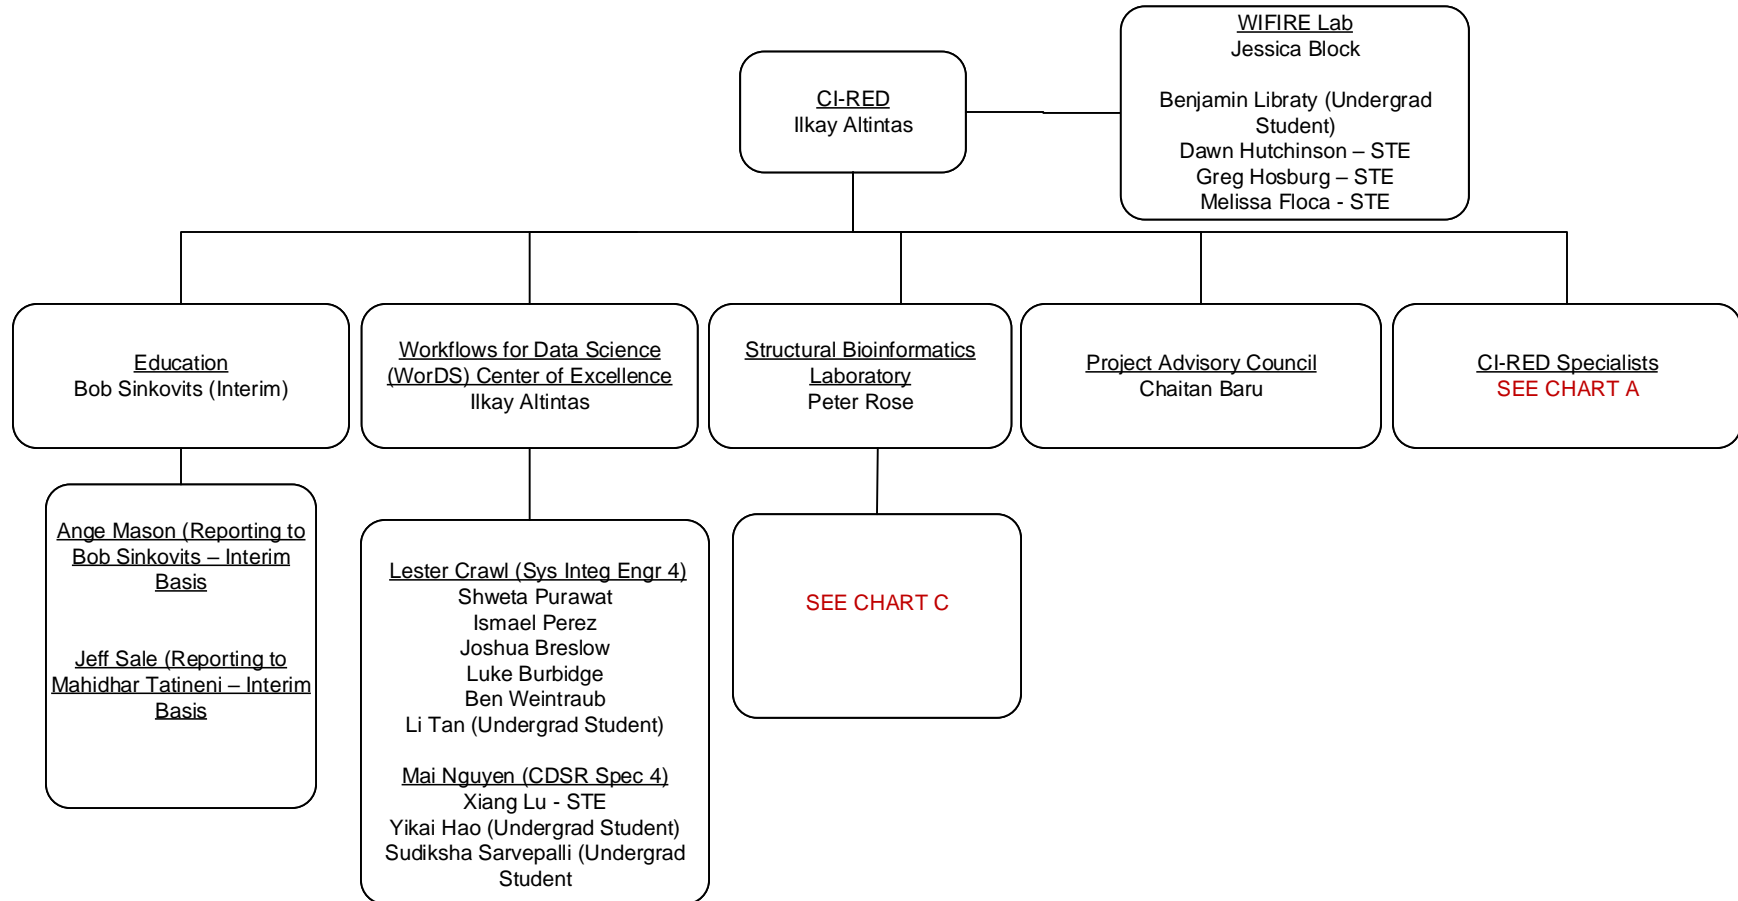 WIFIRE Lab
Jessica Block
Benjamin Libraty (Undergrad
Student)
Dawn Hutchinson – STE
Greg Hosburg – STE
Melissa Floca - STE
CI-RED
Ilkay Altintas
Education
Bob Sinkovits (Interim)
Workflows for Data Science
(WorDS) Center of Excellence
Ilkay Altintas
Structural Bioinformatics
Laboratory
Peter Rose
Project Advisory Council
Chaitan Baru
CI-RED Specialists
SEE CHART A
Ange Mason (Reporting to
Bob Sinkovits – Interim
Basis
Jeff Sale (Reporting to
Mahidhar Tatineni – Interim
Basis
Lester Crawl (Sys Integ Engr 4)
Shweta Purawat
Ismael Perez
Joshua Breslow
Luke Burbidge
Ben Weintraub
Li Tan (Undergrad Student)
Mai Nguyen (CDSR Spec 4)
Xiang Lu - STE
Yikai Hao (Undergrad Student)
Sudiksha Sarvepalli (Undergrad
Student
SEE CHART C